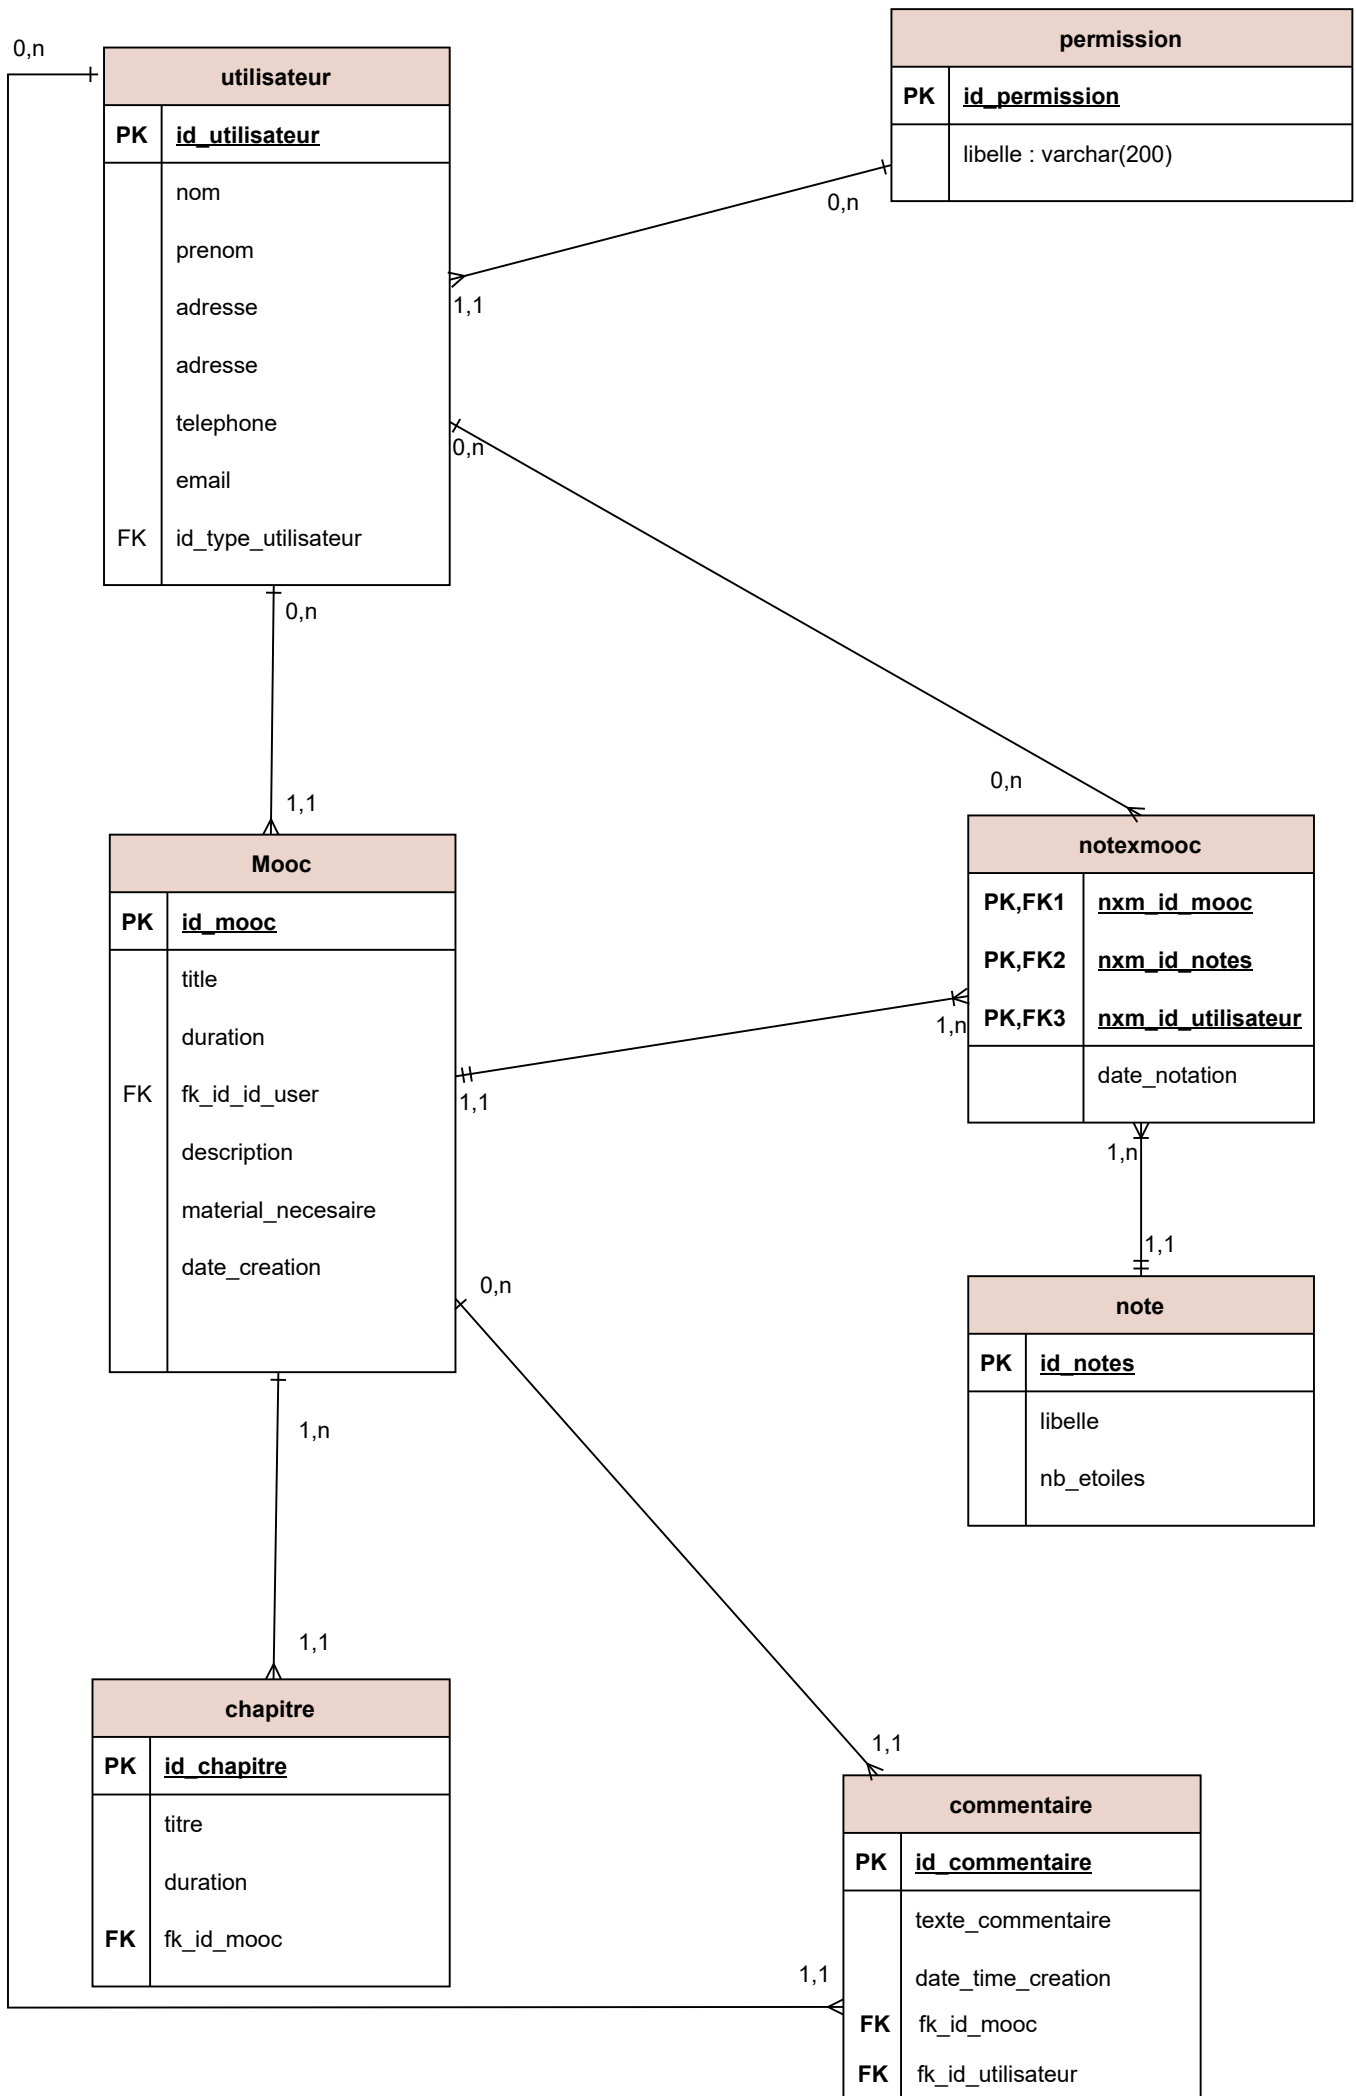 0,n
utilisateur
PK id_utilisateur
nom
prenom
adresse
adresse
telephone
email
FK id_type_utilisateur
permission
PK id_permission
libelle : varchar(200)
0,n
1,1
0,n
0,n
0,n
1,1
Mooc
PK id_mooc
title
duration
FK fk_id_id_user
description
material_necesaire
date_creation
notexmooc
PK,FK1 nxm_id_mooc
PK,FK2 nxm_id_notes
PK,FK3 nxm_id_utilisateur
date_notation
1,n
1,1
1,n
1,1
note
PK id_notes
libelle
nb_etoiles
0,n
1,n
1,1
chapitre
PK id_chapitre
titre
duration
FK fk_id_mooc
1,1
commentaire
PK id_commentaire
texte_commentaire
date_time_creation
FK fk_id_mooc
FK fk_id_utilisateur
1,1